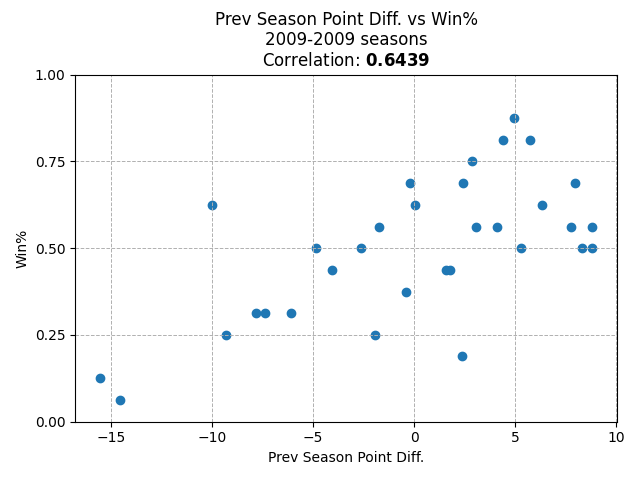 Prev Season Point Diff. vs Win%
2009-2009 seasons
Correlation: 0.6439
1.00
0.75
0.50
0.25
0.00
Win%
−15 −10 −5 0 5 10
Prev Season Point Diff.